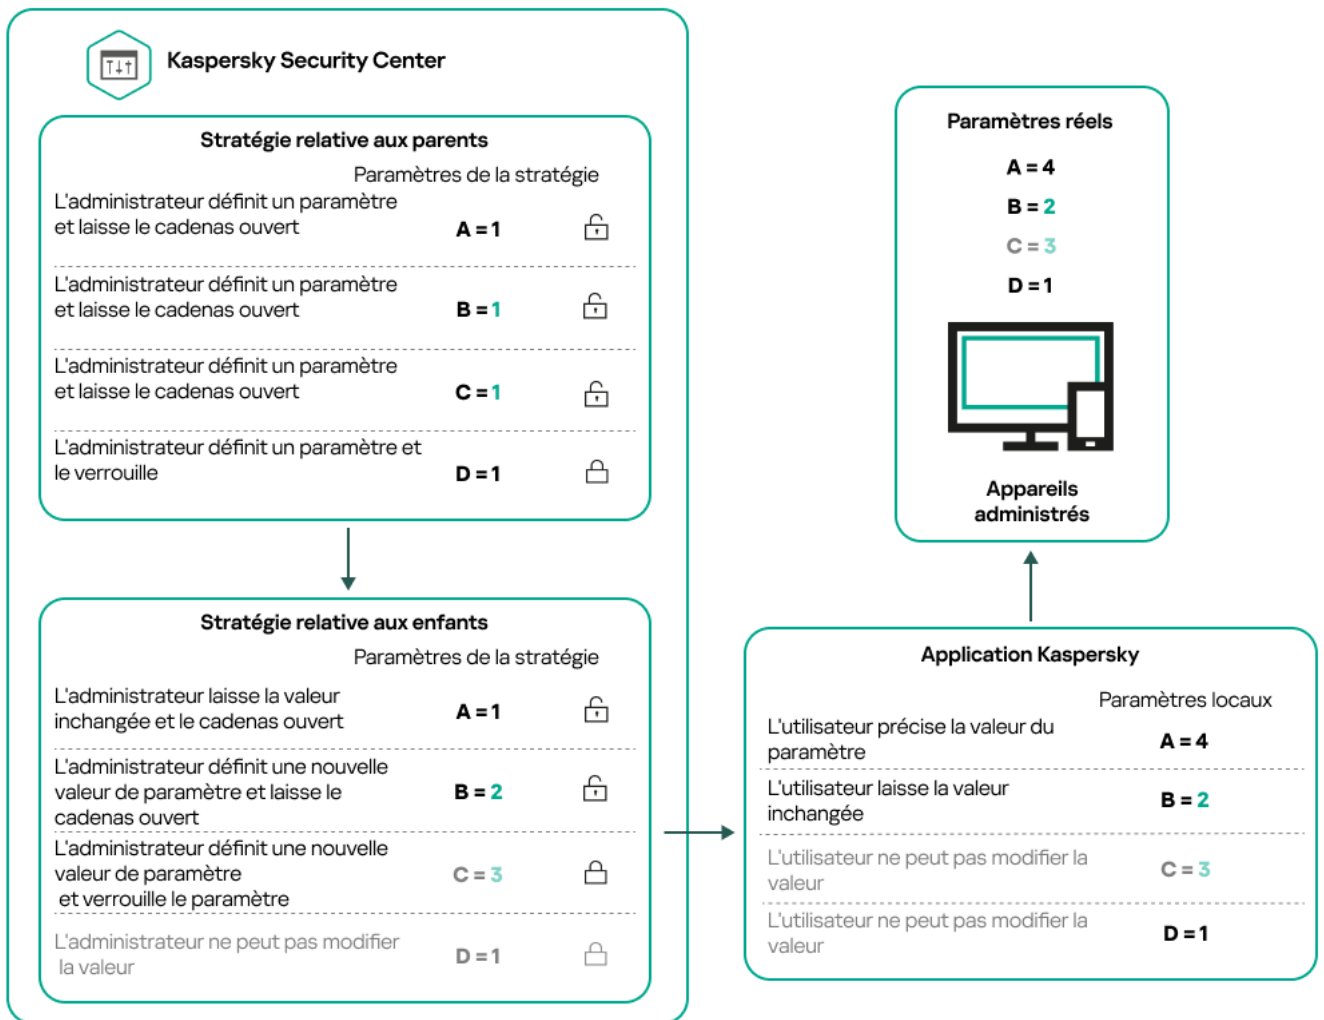 Kaspersky Security Center
Stratégie relative aux parents
Paramètres de la stratégie
L'administrateur définit un paramètre
et laisse le cadenas ouvert
A = 1
L'administrateur définit un paramètre
et laisse le cadenas ouvert
B = 1
L'administrateur définit un paramètre
et laisse le cadenas ouvert
C = 1
L'administrateur définit un paramètre et
le verrouille
D = 1
Stratégie relative aux enfants
Paramètres de la stratégie
L'administrateur laisse la valeur
inchangée et le cadenas ouvert
A = 1
L'administrateur définit une nouvelle
valeur de paramètre et laisse le
cadenas ouvert
B = 2
L'administrateur définit une nouvelle
valeur de paramètre
et verrouille le paramètre
C = 3
L'administrateur ne peut pas modifier
la valeur
D = 1
Application Kaspersky
Paramètres locaux
L'utilisateur précise la valeur du
paramètre
A = 4
L'utilisateur laisse la valeur
inchangée
B = 2
L'utilisateur ne peut pas modifier la
valeur
C = 3
L'utilisateur ne peut pas modifier la
valeur
D = 1
Paramètres réels
A = 4
B = 2
C = 3
D = 1
Appareils
administrés